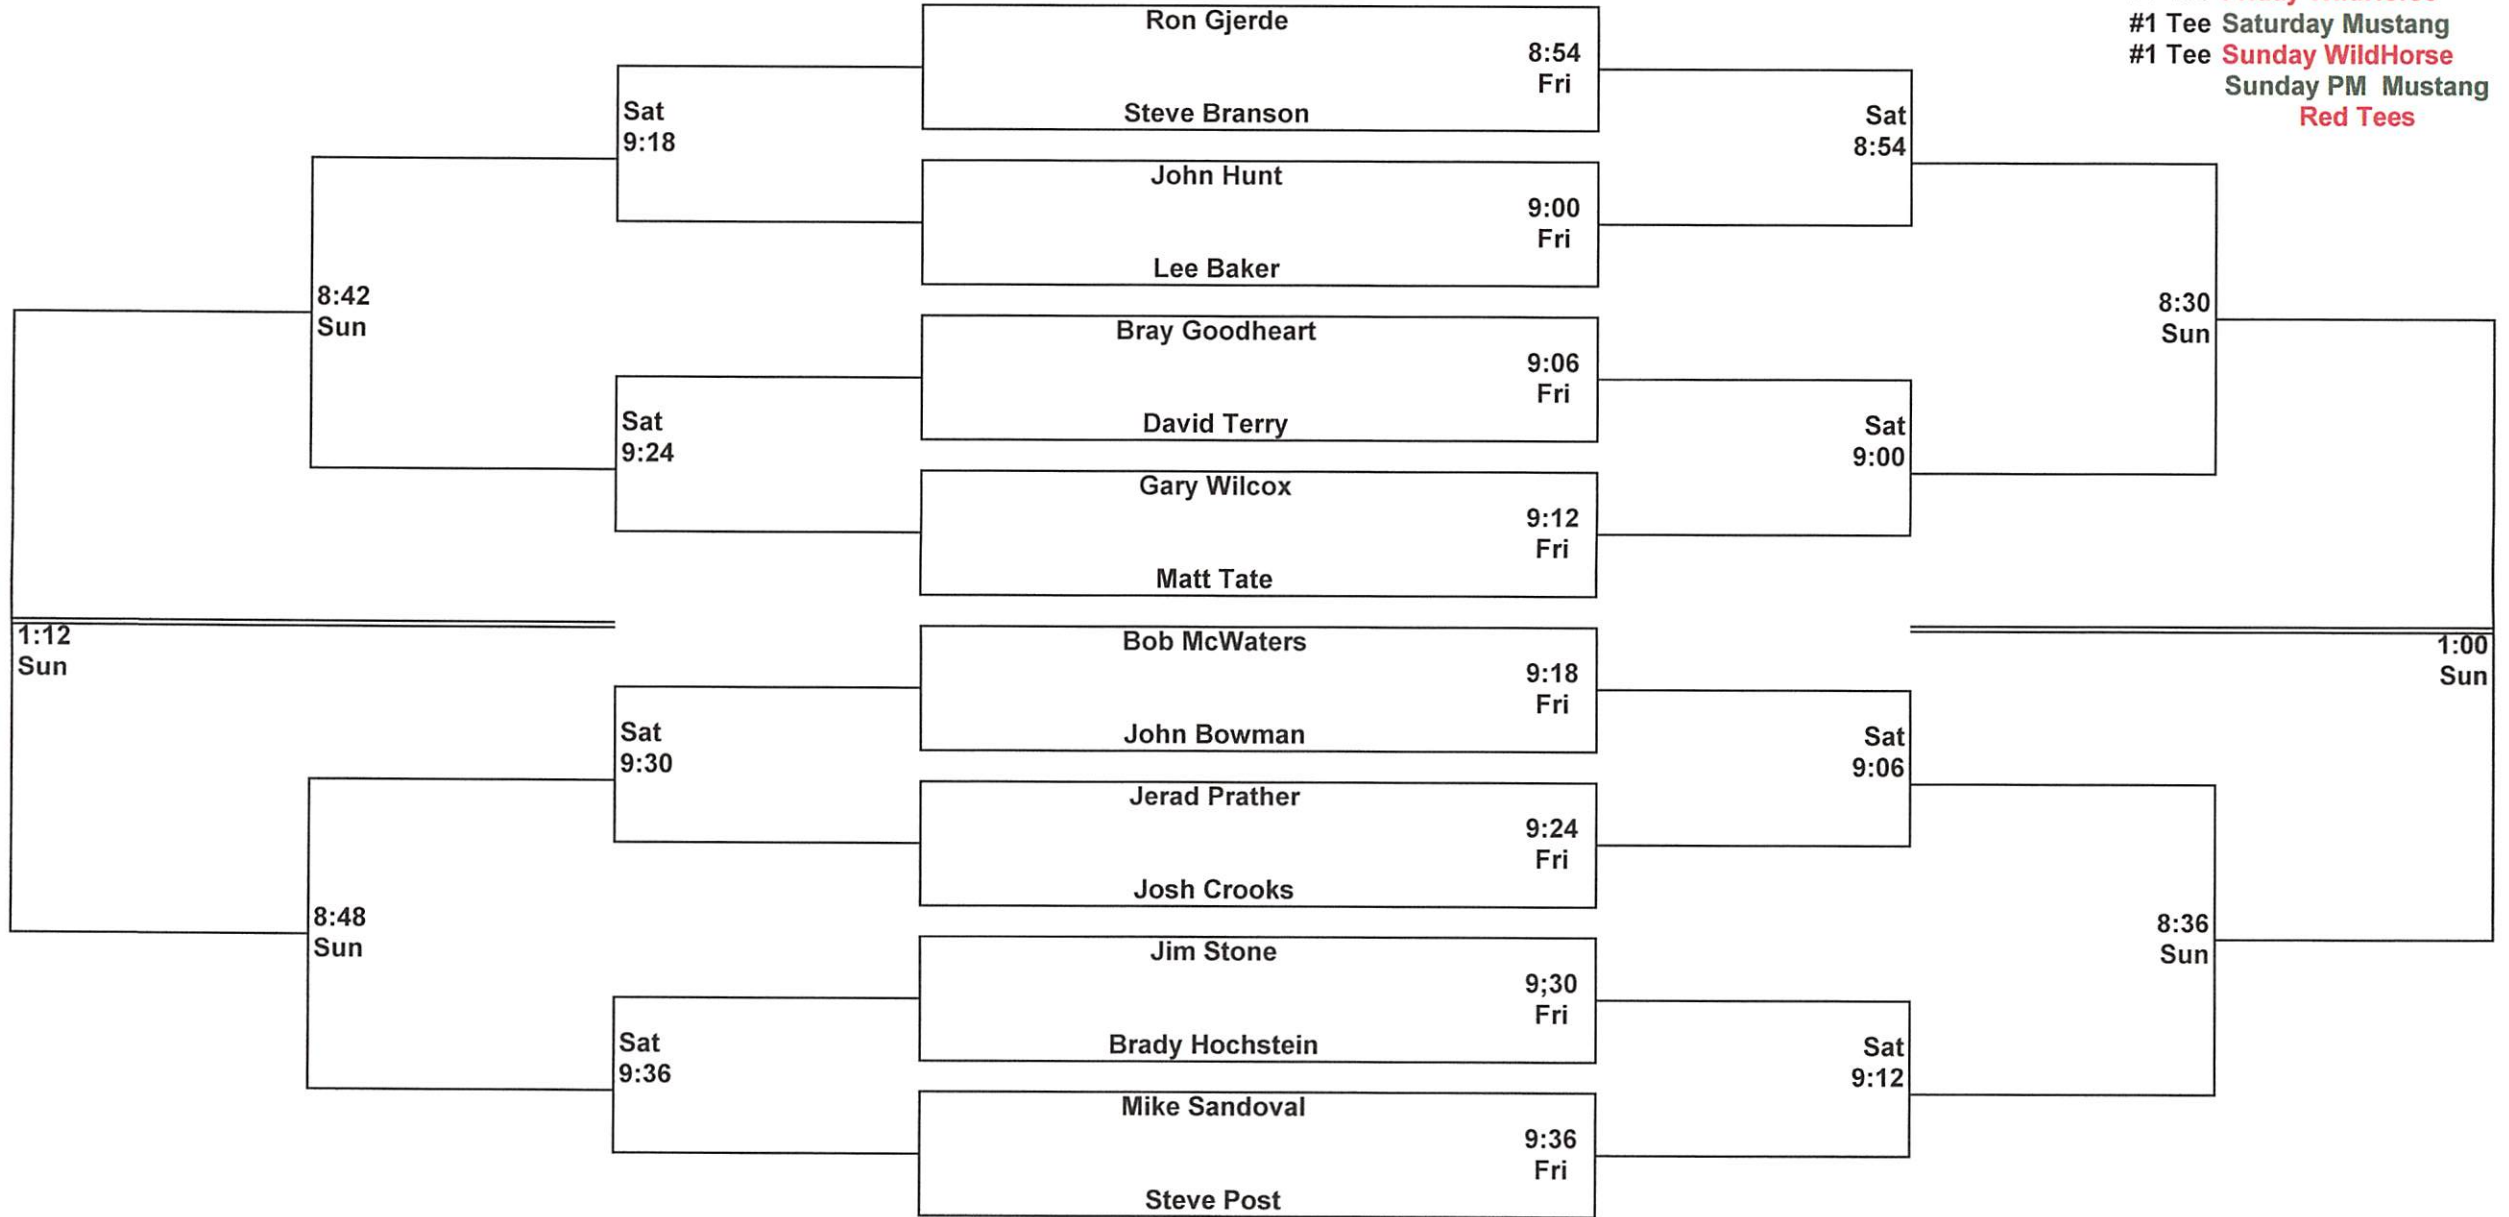 #1 Tee Saturday Mustang
#1 Tee Sunday WildHorse
Sunday PM Mustang
Red Tees
Ron Gjerde
8:54
Fri
Steve Branson
Sat
9:18
Sat
8:54
John Hunt
9:00
Fri
Lee Baker
8:42
Sun
8:30
Sun
Bray Goodheart
9:06
Fri
David Terry
Sat
9:24
Sat
9:00
Gary Wilcox
9:12
Fri
Matt Tate
1:12
Sun
1:00
Sun
Bob McWaters
9:18
Fri
John Bowman
Sat
9:30
Sat
9:06
Jerad Prather
9:24
Fri
Josh Crooks
8:48
Sun
8:36
Sun
Jim Stone
9;30
Fri
Brady Hochstein
Sat
9:36
Sat
9:12
Mike Sandoval
9:36
Fri
Steve Post